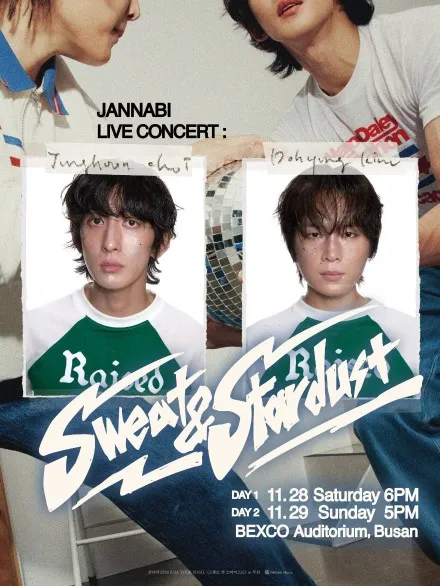 JANNABI
LIVE CONCERT :
Junghoon choi
Dohyung kim
Raised
Raised
Sweat & Stardust
DAY 1 11.28 Saturday 6PM
DAY 2 11.29 Sunday 5PM
BEXCO Auditorium, Busan